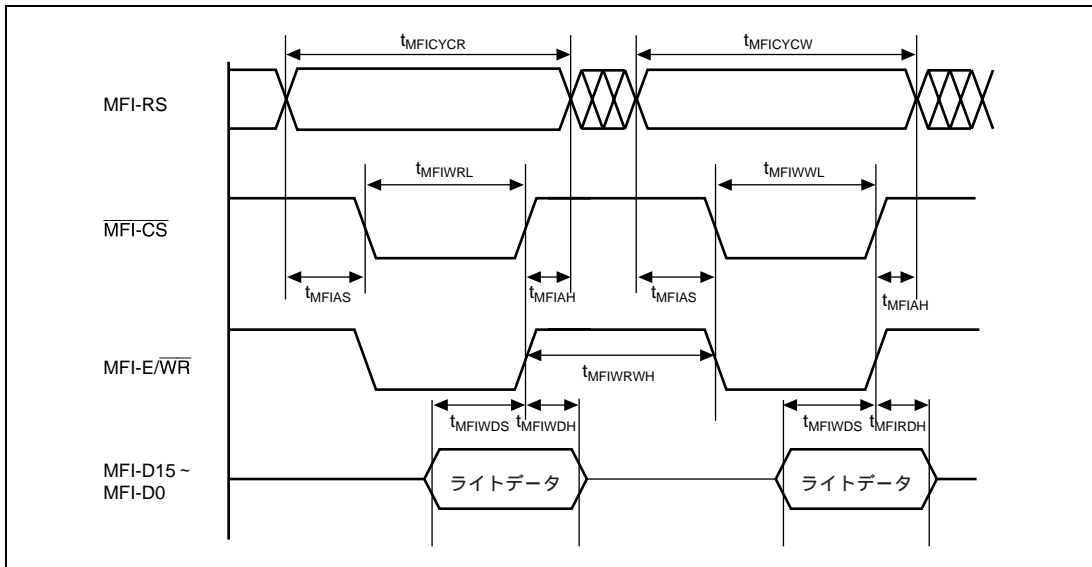 tMFICYCR tMFICYCW
MFI-RS
tMFIWRL tMFIWWL
MFI-CS
tMFIAS tMFIAH tMFIAS tMFIAH
MFI-E/WR
tMFIWRWH
tMFIWDS tMFIWDH tMFIWDS tMFIRDH
MFI-D15 ~
MFI-D0
ライトデータ ライトデータ